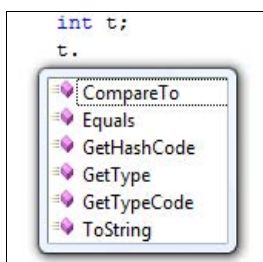 int t;
t.
CompareTo
Equals
GetHashCode
GetType
GetTypeCode
ToString